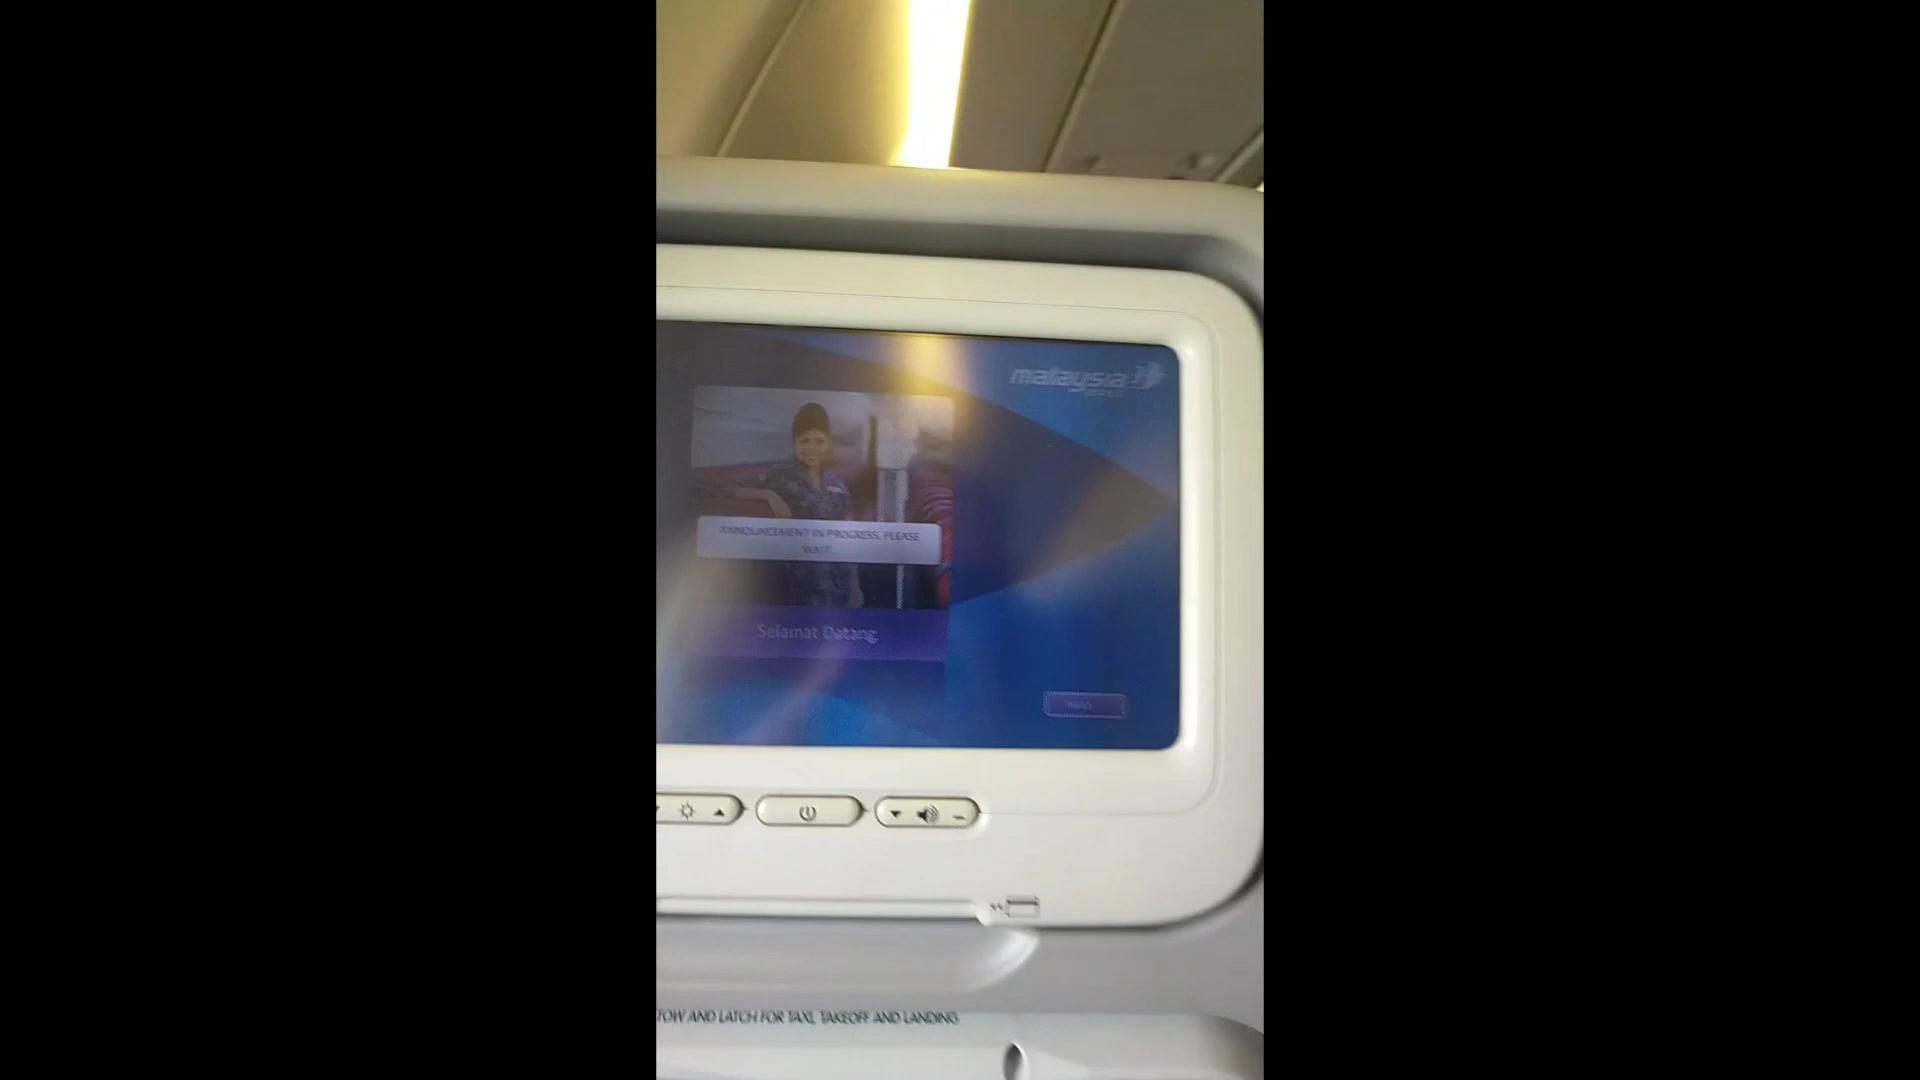 malaysia
ANNOUNCEMENT IN PROGRESS, PLEASE
WAIT
Selamat Datang
TOW AND LATCH FOR TAXI, TAKEOFF AND LANDING